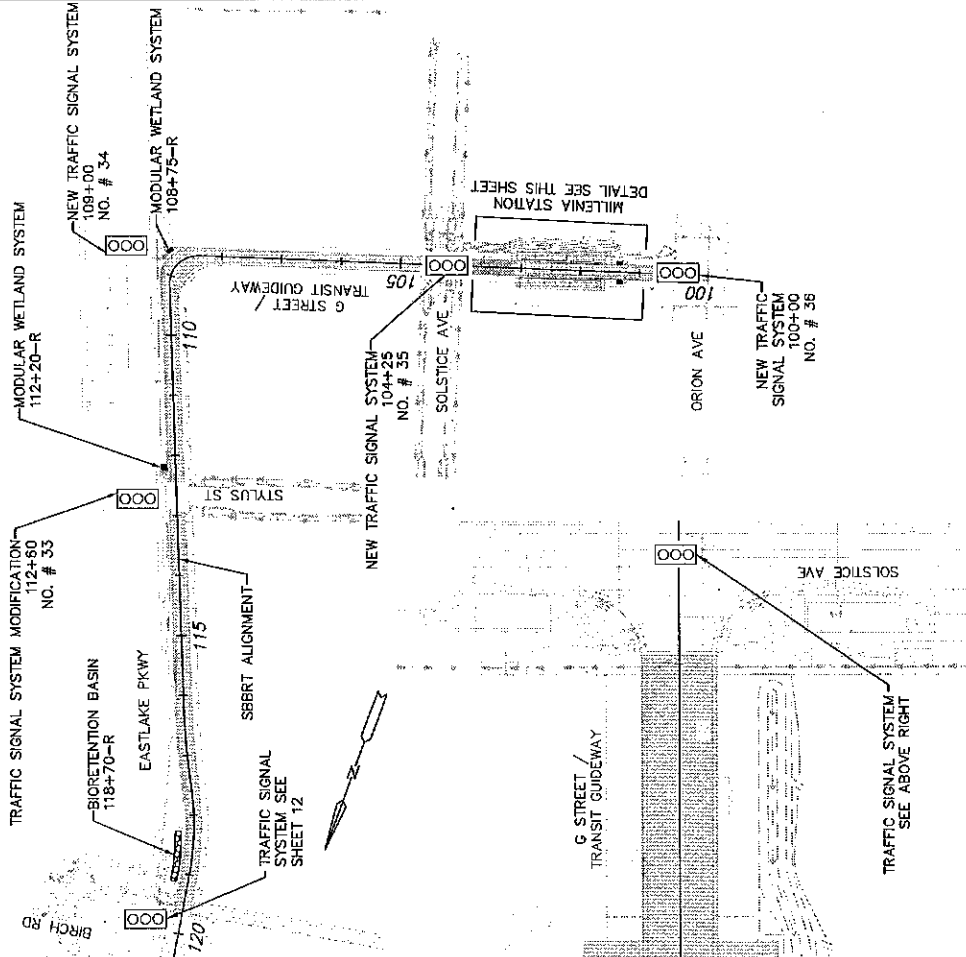 NEW TRAFFIC SIGNAL SYSTEM
109+00
NO. # 34
MODULAR WETLAND SYSTEM
108+75-R
MODULAR WETLAND SYSTEM
112+20-R
TRAFFIC SIGNAL SYSTEM MODIFICATION
112+60
NO. # 33
BIORETENTION BASIN
118+70-R
EASTLAKE PKWY
BIRCH RD
120
TRAFFIC SIGNAL
SYSTEM SEE
SHEET 12
115
SBBRT ALIGNMENT
N
STYLUS ST
110
G STREET /
TRANSIT GUIDEWAY
105
NEW TRAFFIC SIGNAL SYSTEM
104+25
NO. # 35
SOLSTICE AVE
MILLENIA STATION
DETAIL SEE THIS SHEET
100
ORION AVE
NEW TRAFFIC
SIGNAL SYSTEM
100+00
NO. # 36
G STREET /
TRANSIT GUIDEWAY
SOLSTICE AVE
TRAFFIC SIGNAL SYSTEM
SEE ABOVE RIGHT